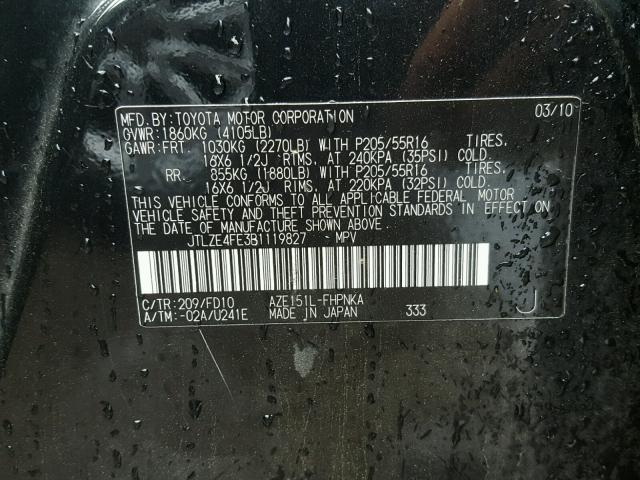 MFD. BY: TOYOTA MOTOR CORPORATION 03/10
GVWR: 1860KG (4105LB)
GAWR: FRT. 1030KG (2270LB) WITH P205/55R16 TIRES.
16X6 1/2J RIMS, AT 240KPA (35PSI) COLD.
RR. 855KG (1880LB) WITH P205/55R16 TIRES.
16X6 1/2J RIMS, AT 220KPA (32PSI) COLD.
THIS VEHICLE CONFORMS TO ALL APPLICABLE FEDERAL MOTOR
VEHICLE SAFETY AND THEFT PREVENTION STANDARDS IN EFFECT ON
THE DATE OF MANUFACTURE SHOWN ABOVE.
JTLZE4FE3B1119827 MPV
C/TR: 209/FD10 AZE151L-FHPNKA
A/TM: -02A/U241E MADE IN JAPAN 333 J